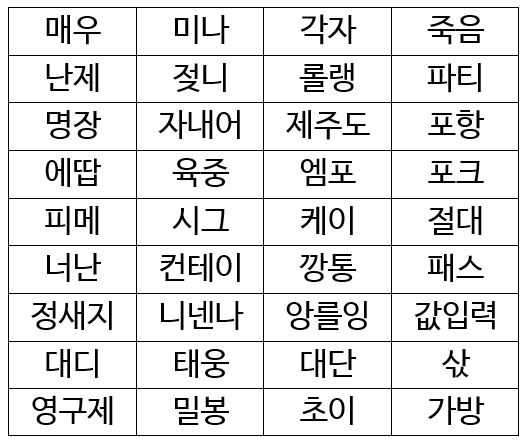 매우 미나 각자 죽음
난제 젖니 롤랭 파티
명장 자내어 제주도 포항
에띱 육중 엠포 포크
피메 시그 케이 절대
너난 컨테이 깡통 패스
정새지 니넨나 앙를잉 값입력
대디 태웅 대단 삯
영구제 밀봉 초이 가방